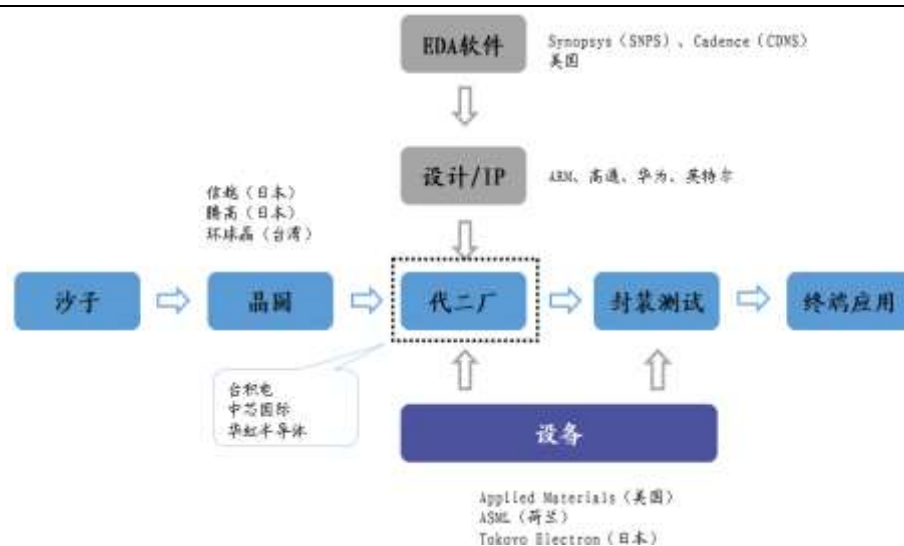 EDA软件
Synopsys（SNPS）、Cadence（CDNS）
美国
设计/IP
ARM、高通、华为、英特尔
信越（日本）
腾高（日本）
环球晶（台湾）
沙子
晶圆
代工厂
封装测试
终端应用
台积电
中芯国际
华虹半导体
设备
Applied Materials（美国）
ASML（荷兰）
Tokoyo Electron（日本）